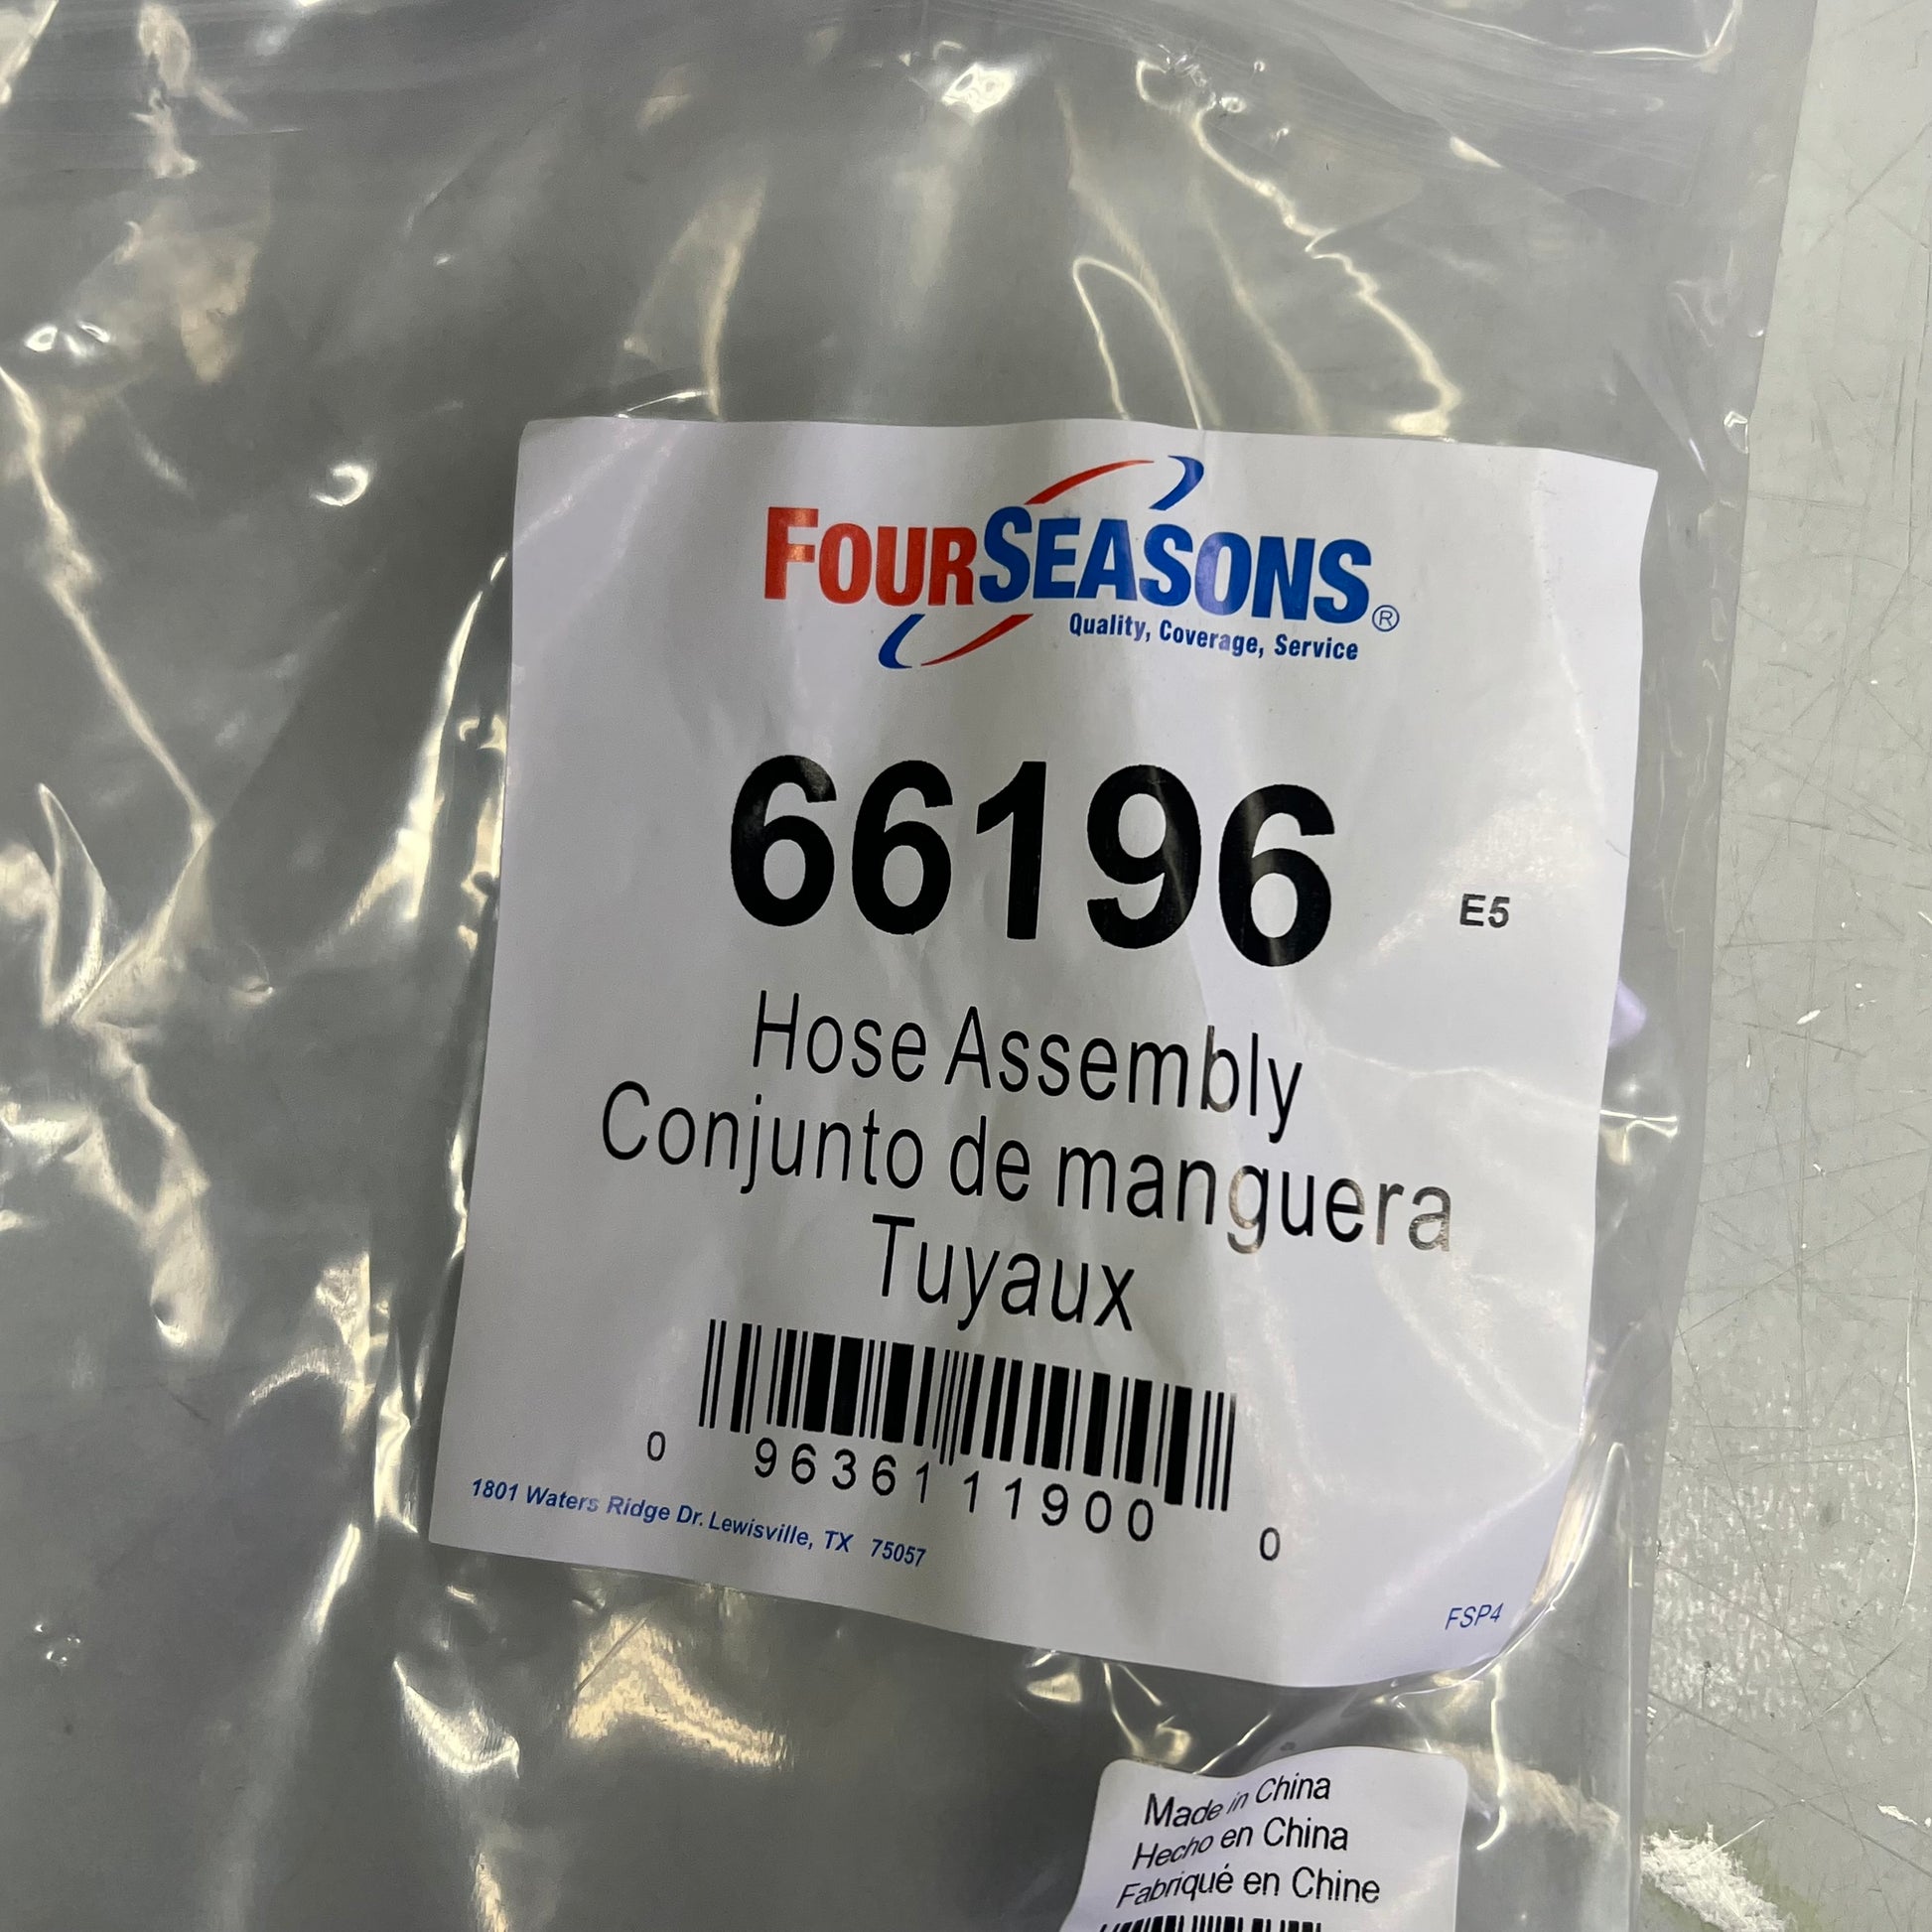 FOURSEASONS®
Quality, Coverage, Service
66196
E5
Hose Assembly
Conjunto de manguera
Tuyaux
0 96361 11900 0
1801 Waters Ridge Dr. Lewisville, TX 75057
FSP4
Made in China
Hecho en China
Fabriqué en Chine